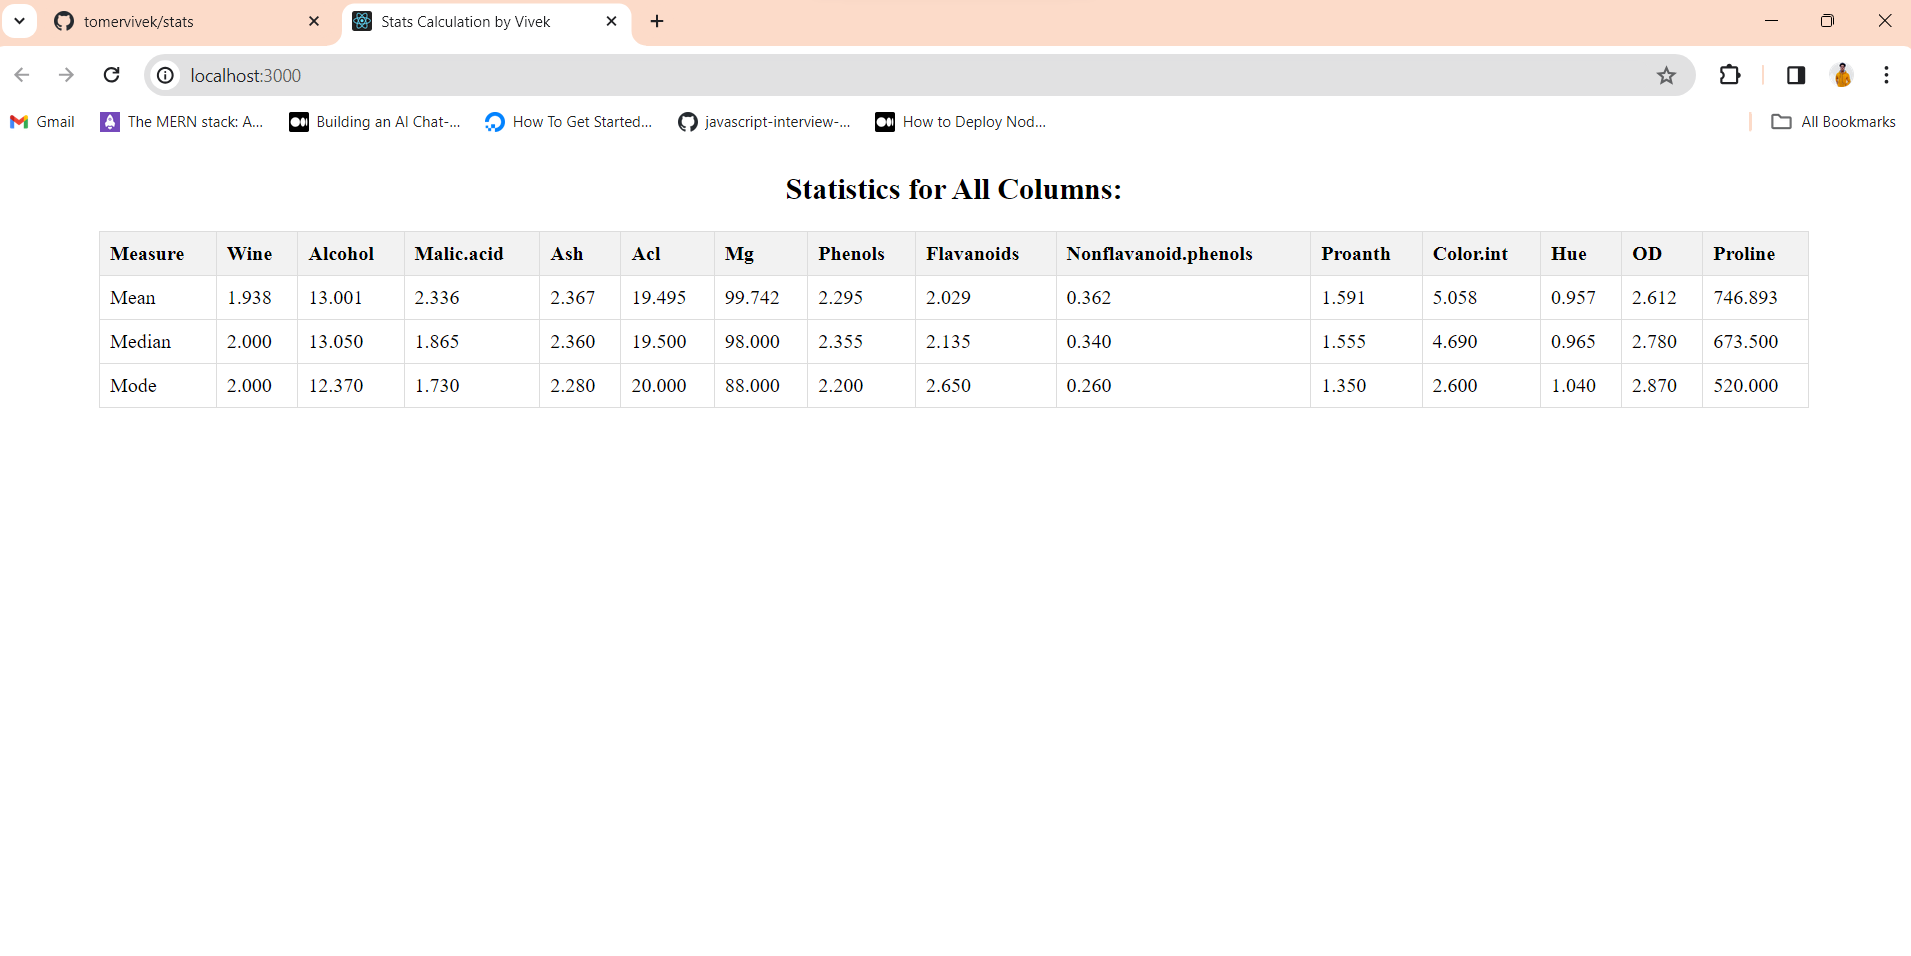 tomervivek/stats Stats Calculation by Vivek
localhost:3000
Gmail The MERN stack: A... Building an AI Chat-... How To Get Started... javascript-interview-... How to Deploy Nod... All Bookmarks
Statistics for All Columns:
Measure Wine Alcohol Malic.acid Ash Acl Mg Phenols Flavanoids Nonflavanoid.phenols Proanth Color.int Hue OD Proline
Mean 1.938 13.001 2.336 2.367 19.495 99.742 2.295 2.029 0.362 1.591 5.058 0.957 2.612 746.893
Median 2.000 13.050 1.865 2.360 19.500 98.000 2.355 2.135 0.340 1.555 4.690 0.965 2.780 673.500
Mode 2.000 12.370 1.730 2.280 20.000 88.000 2.200 2.650 0.260 1.350 2.600 1.040 2.870 520.000